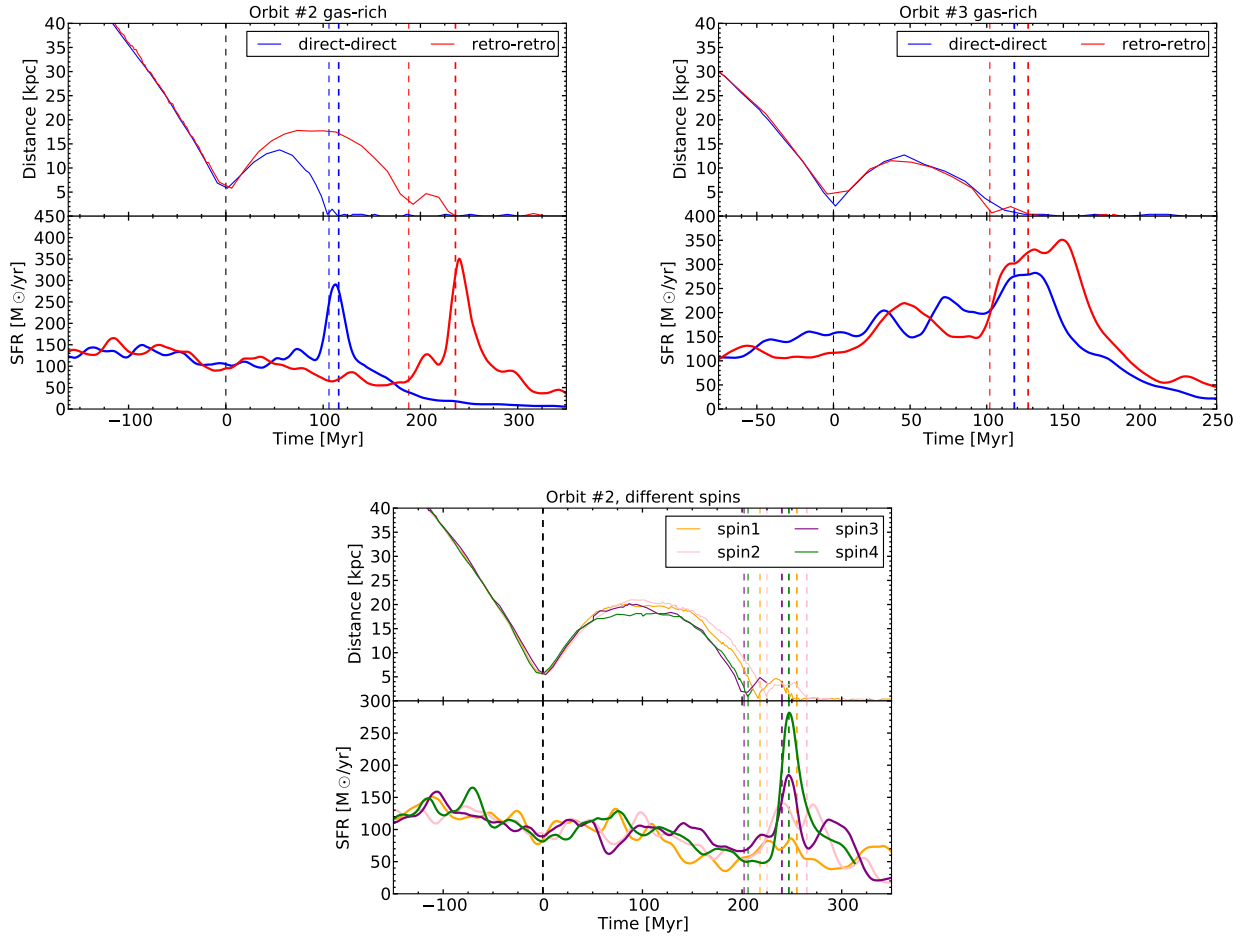 Orbit #2 gas-rich
direct-direct retro-retro
Distance [kpc]
40
35
30
25
20
15
10
5
450
400
350
300
250
200
150
100
50
0
SFR [M⊙/yr]
−100 0 100 200 300
Time [Myr]
Orbit #3 gas-rich
direct-direct retro-retro
Distance [kpc]
40
35
30
25
20
15
10
5
400
350
300
250
200
150
100
50
0
SFR [M⊙/yr]
−50 0 50 100 150 200 250
Time [Myr]
Orbit #2, different spins
spin1 spin3
spin2 spin4
Distance [kpc]
40
35
30
25
20
15
10
5
300
250
200
150
100
50
0
SFR [M⊙/yr]
−100 0 100 200 300
Time [Myr]